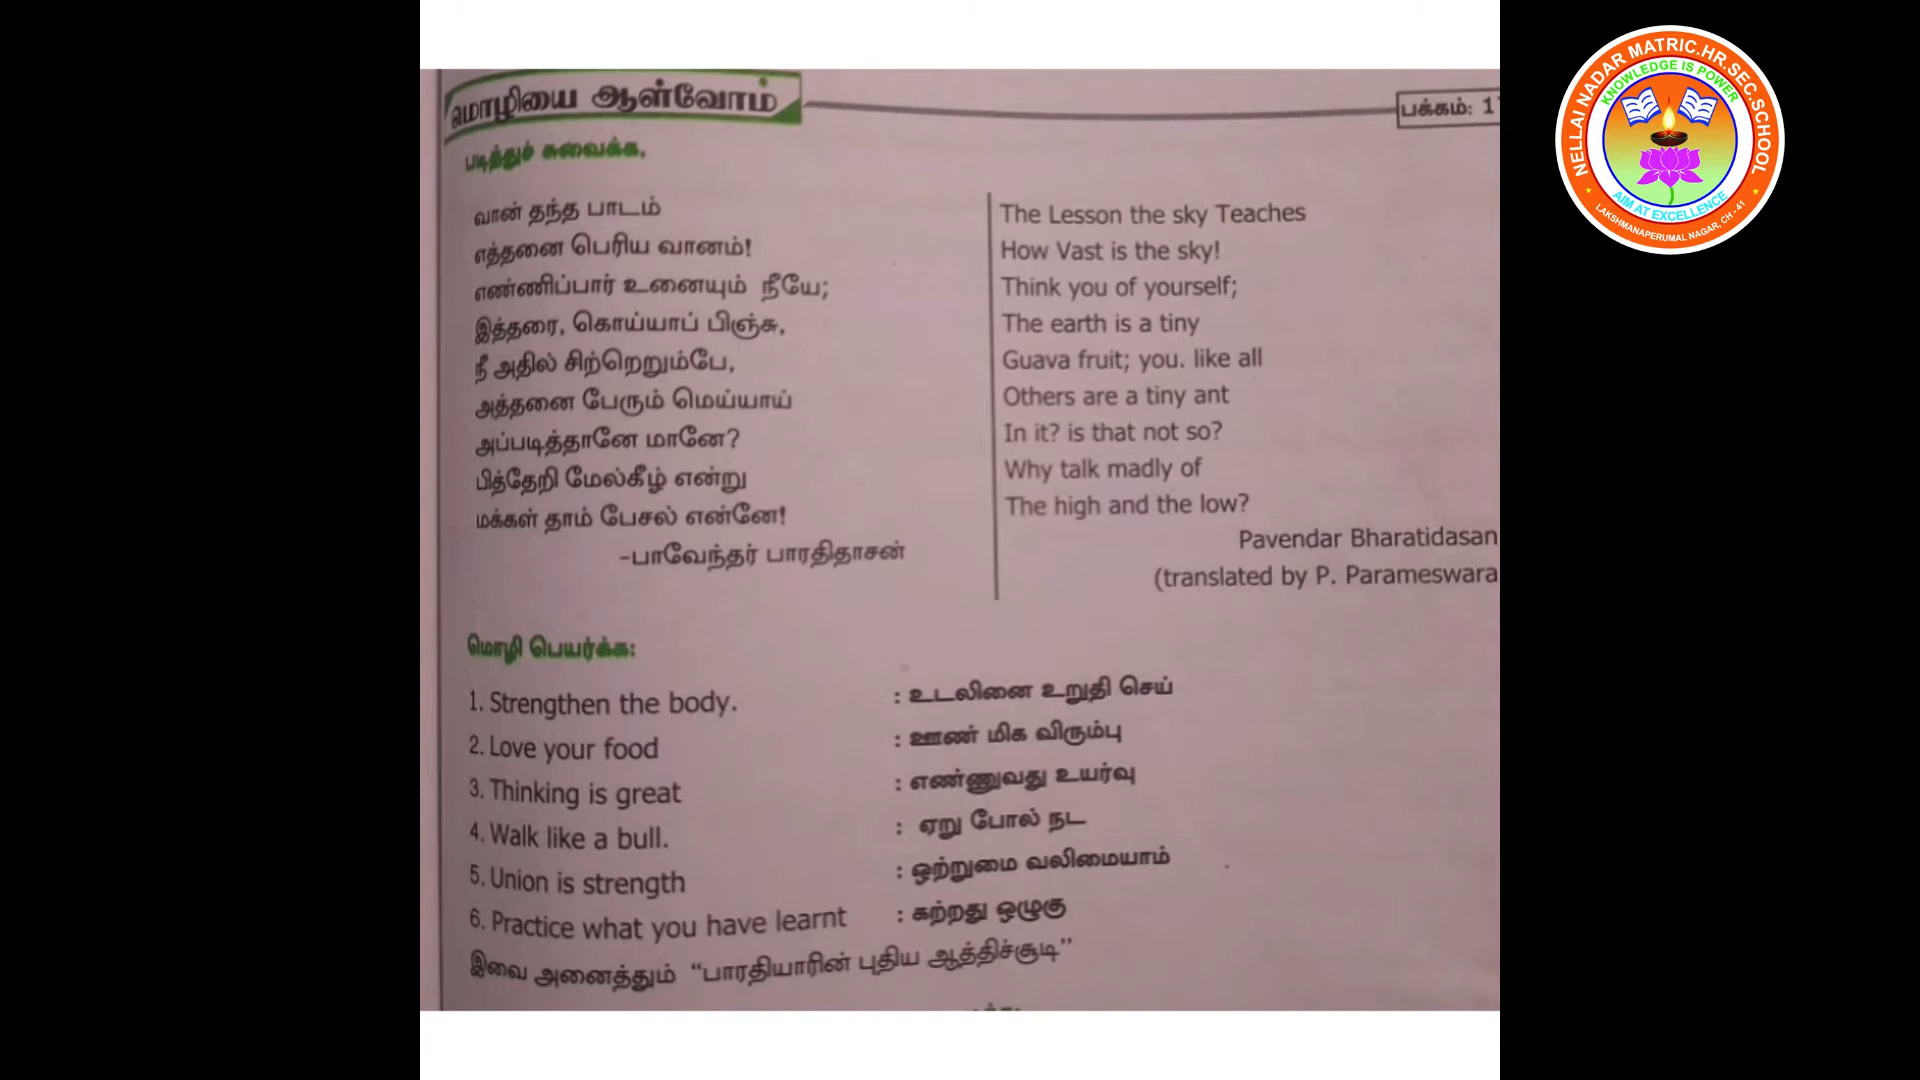 மொழியை ஆள்வோம்
பக்கம்: 1
படித்துச் சுவைக்க.
வான் தந்த பாடம்
எத்தனை பெரிய வானம்!
எண்ணிப்பார் உனையும் நீயே;
இத்தரை, கொய்யாப் பிஞ்சு,
நீ அதில் சிற்றெறும்பே,
அத்தனை பேரும் மெய்யாய்
அப்படித்தானே மானே?
பித்தேறி மேல்கீழ் என்று
மக்கள் தாம் பேசல் என்னே!
-பாவேந்தர் பாரதிதாசன்
The Lesson the sky Teaches
How Vast is the sky!
Think you of yourself;
The earth is a tiny
Guava fruit; you. like all
Others are a tiny ant
In it? is that not so?
Why talk madly of
The high and the low?
Pavendar Bharatidasan
(translated by P. Parameswara
மொழி பெயர்க்க:
1. Strengthen the body. : உடலினை உறுதி செய்
2. Love your food : ஊண் மிக விரும்பு
3. Thinking is great : எண்ணுவது உயர்வு
4. Walk like a bull. : ஏறு போல் நட
5. Union is strength : ஒற்றுமை வலிமையாம்
6. Practice what you have learnt : கற்றது ஒழுகு
இவை அனைத்தும் “பாரதியாரின் புதிய ஆத்திச்சூடி”
NELLAI NADAR MATRIC.HR.SEC.SCHOOL
KNOWLEDGE IS POWER
AIM AT EXCELLENCE
LAKSHMANAPERUMAL NAGAR, CH - 41